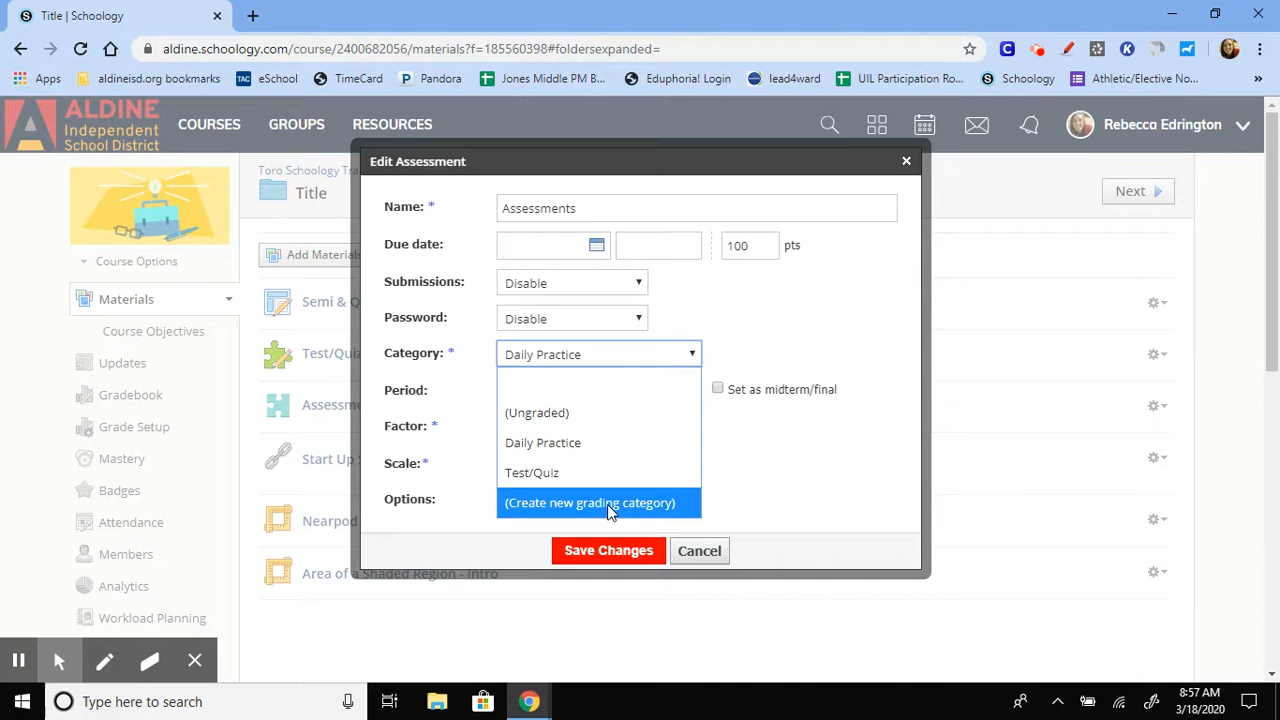 Title | Schoology
aldine.schoology.com/course/2400682056/materials?f=185560398#foldersexpanded=
Apps
aldineisd.org bookmarks
TAC
eSchool
TimeCard
Pandora
Jones Middle PM B...
Eduphoria! Login
lead4ward
UIL Participation Ro...
Schoology
Athletic/Elective No...
»
ALDINE
Independent
School District
COURSES
GROUPS
RESOURCES
Rebecca Edrington
Toro Schoology Tra
Title
Next
Course Options
Add Materials
Materials
Course Objectives
Updates
Gradebook
Grade Setup
Mastery
Badges
Attendance
Members
Analytics
Workload Planning
Semi & Q
Test/Quiz
Assessme
Start Up S
Nearpod
Area of a Shaded Region - Intro
Edit Assessment
Name: *
Assessments
Due date:
100 pts
Submissions:
Disable
Password:
Disable
Category: *
Daily Practice
(Ungraded)
Daily Practice
Test/Quiz
(Create new grading category)
Period:
Set as midterm/final
Factor: *
Scale:*
Options:
Save Changes
Cancel
Type here to search
8:57 AM
3/18/2020